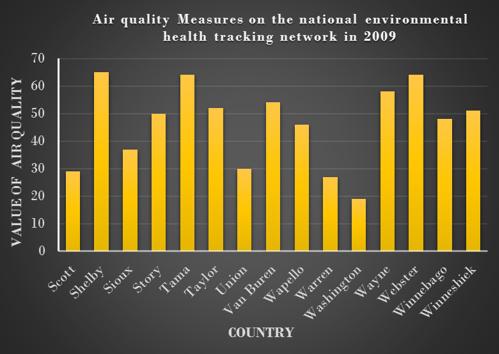 Air quality Measures on the national environmental
health tracking network in 2009
VALUE OF AIR QUALITY
70
60
50
40
30
20
10
0
Scott
Shelby
Sioux
Story
Tama
Taylor
Union
Van Buren
Wapello
Warren
Washington
Wayne
Webster
Winnebago
Winneshiek
COUNTRY